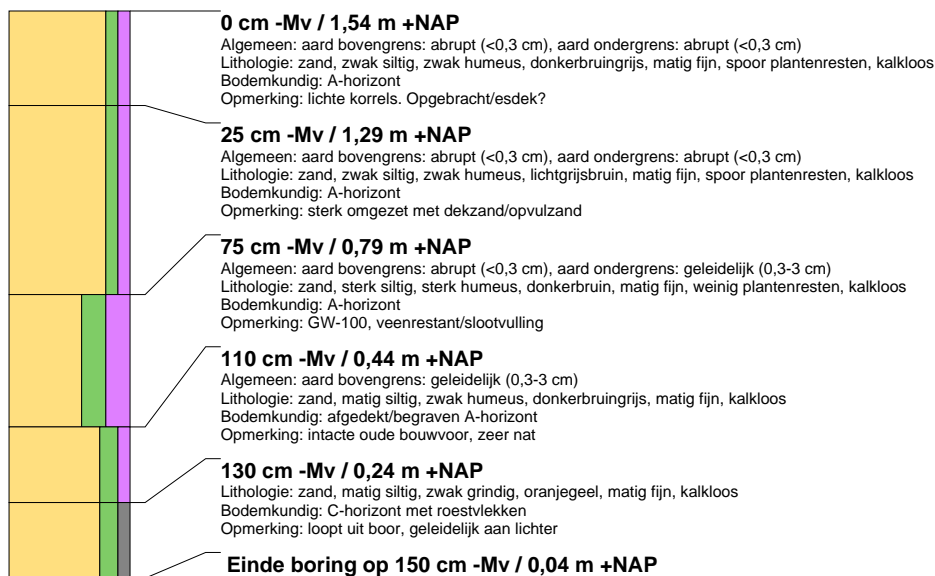 0 cm -Mv / 1,54 m +NAP
Algemeen: aard bovengrens: abrupt (<0,3 cm), aard ondergrens: abrupt (<0,3 cm)
Lithologie: zand, zwak siltig, zwak humeus, donkerbruingrijs, matig fijn, spoor plantenresten, kalkloos
Bodemkundig: A-horizont
Opmerking: lichte korrels. Opgebracht/esdek?
25 cm -Mv / 1,29 m +NAP
Algemeen: aard bovengrens: abrupt (<0,3 cm), aard ondergrens: abrupt (<0,3 cm)
Lithologie: zand, zwak siltig, zwak humeus, lichtgrijsbruin, matig fijn, spoor plantenresten, kalkloos
Bodemkundig: A-horizont
Opmerking: sterk omgezet met dekzand/opvulzand
75 cm -Mv / 0,79 m +NAP
Algemeen: aard bovengrens: abrupt (<0,3 cm), aard ondergrens: geleidelijk (0,3-3 cm)
Lithologie: zand, sterk siltig, sterk humeus, donkerbruin, matig fijn, weinig plantenresten, kalkloos
Bodemkundig: A-horizont
Opmerking: GW-100, veenrestant/slootvulling
110 cm -Mv / 0,44 m +NAP
Algemeen: aard bovengrens: geleidelijk (0,3-3 cm)
Lithologie: zand, matig siltig, zwak humeus, donkerbruingrijs, matig fijn, kalkloos
Bodemkundig: afgedekt/begraven A-horizont
Opmerking: intacte oude bouwvoor, zeer nat
130 cm -Mv / 0,24 m +NAP
Lithologie: zand, matig siltig, zwak grindig, oranjegeel, matig fijn, kalkloos
Bodemkundig: C-horizont met roestvlekken
Opmerking: loopt uit boor, geleidelijk aan lichter
Einde boring op 150 cm -Mv / 0,04 m +NAP